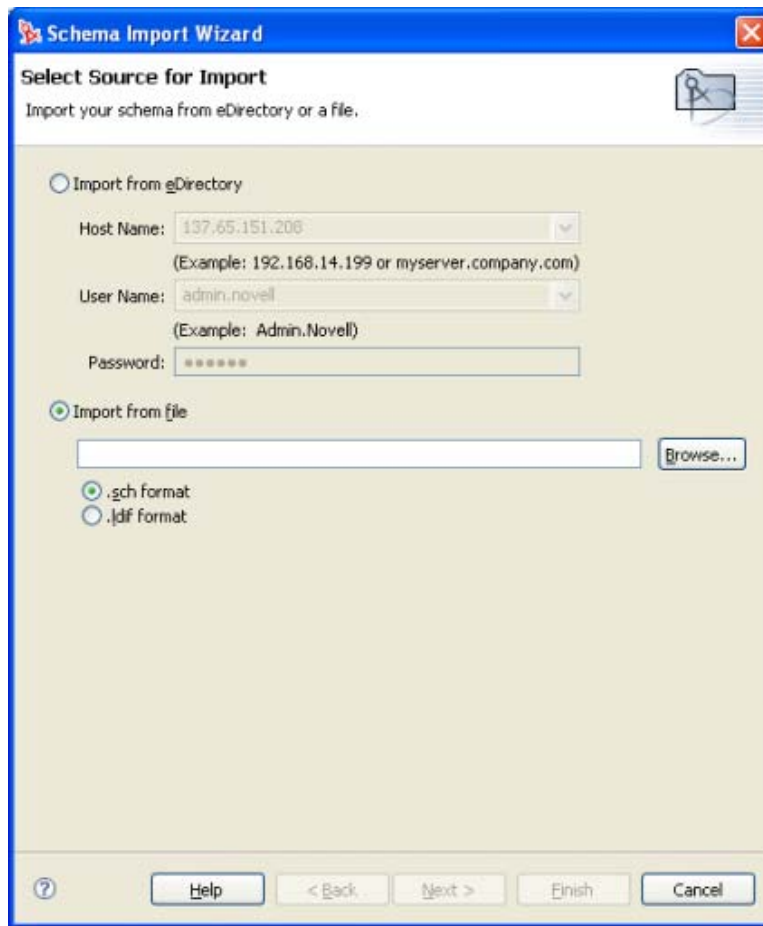 Schema Import Wizard
Select Source for Import
Import your schema from eDirectory or a file.
Import from eDirectory
Host Name: 137.65.151.208
(Example: 192.168.14.199 or myserver.company.com)
User Name: admin.novell
(Example: Admin.Novell)
Password: ●●●●●●
Import from file
Browse...
.sch format
.ldif format
? Help < Back Next > Finish Cancel